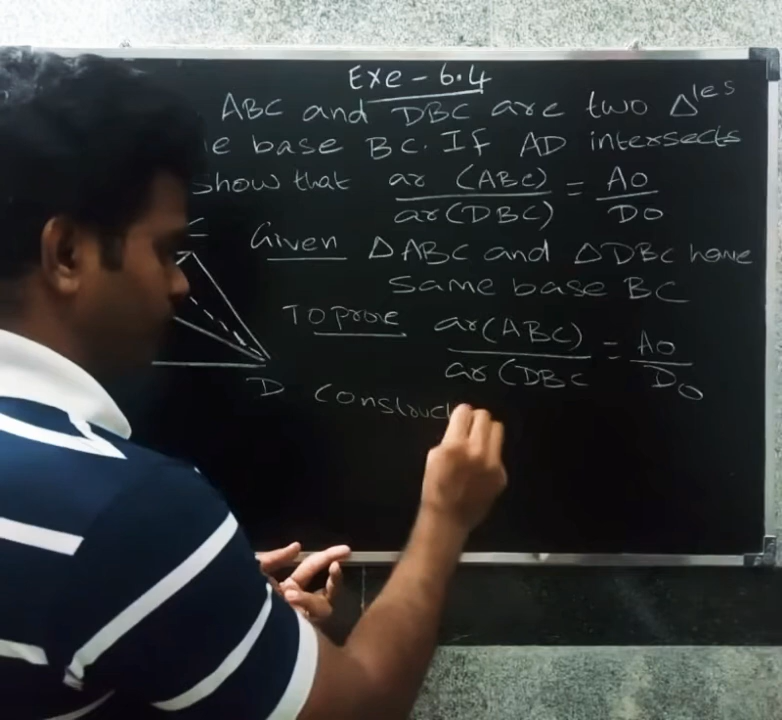 Exe - 6.4
ABC and DBC are two Δles
e base BC. If AD intersects
show that ar (ABC) / ar(DBC) = AO / DO
C
Given ΔABC and ΔDBC have
Same base BC
To prove ar(ABC) / ar(DBC = AO / DO
D Construct